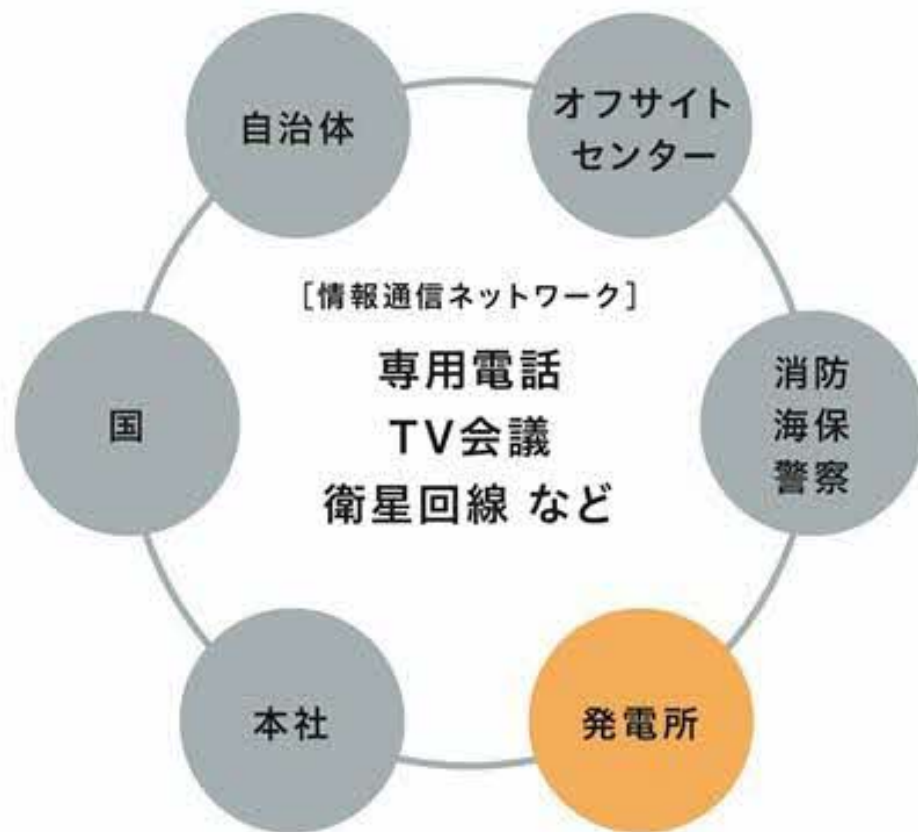 自治体
オフサイト
センター
［情報通信ネットワーク］
専用電話
TV会議
衛星回線 など
国
消防
海保
警察
本社
発電所